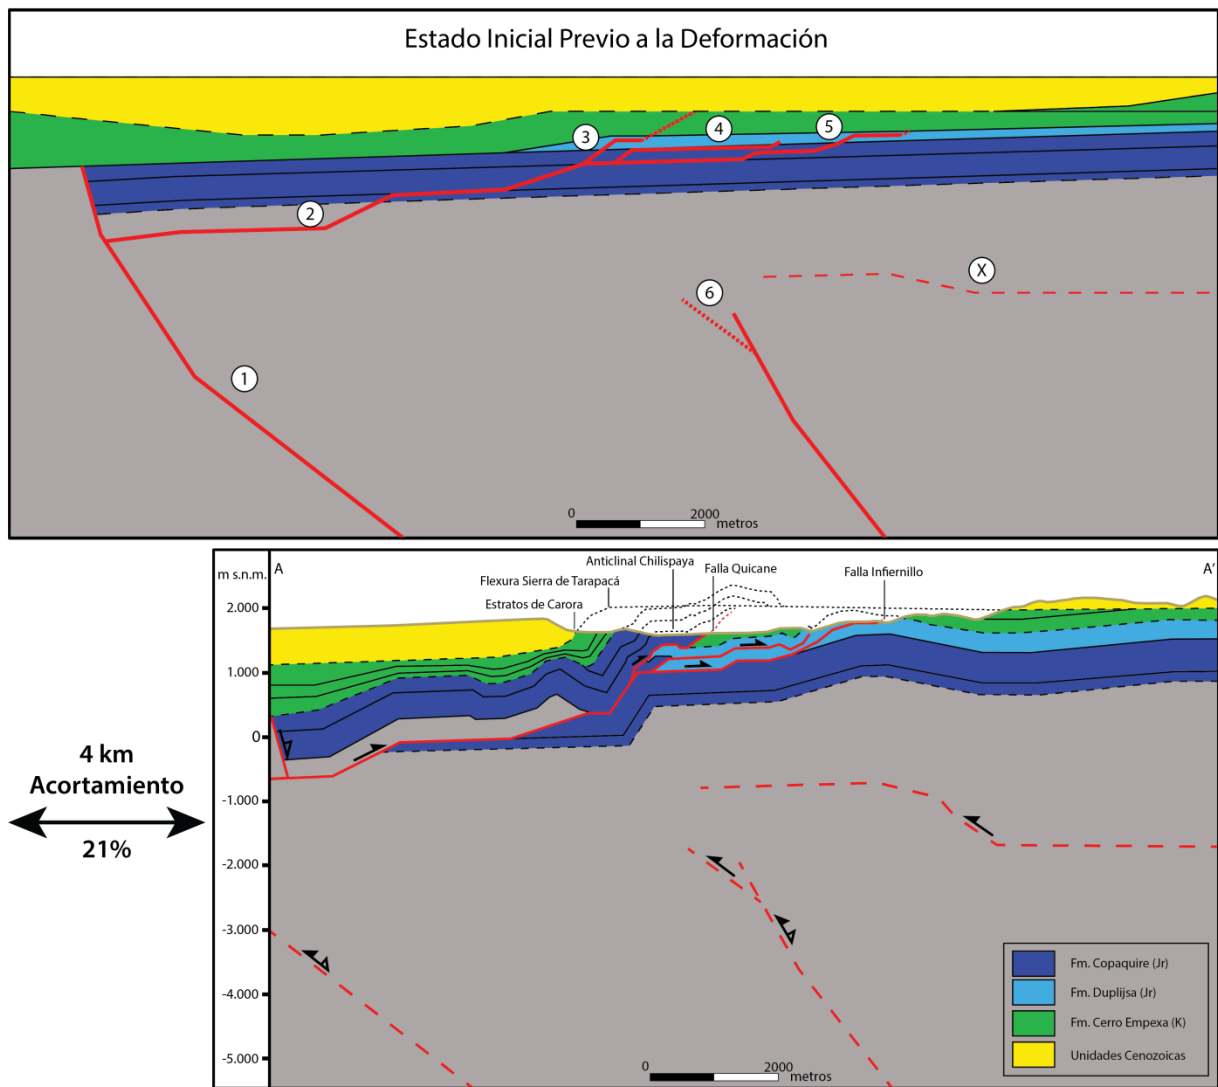 Estado Inicial Previo a la Deformación
3
4
5
2
X
6
1
0
2000
metros
m s.n.m.
A
A'
Anticlinal Chilispaya
Falla Quicane
Falla Infiernillo
Flexura Sierra de Tarapacá
Estratos de Carora
2.000
1.000
0
-1.000
-2.000
-3.000
-4.000
-5.000
4 km
Acortamiento
21%
Fm. Copaquire (Jr)
Fm. Duplijsa (Jr)
Fm. Cerro Empexa (K)
Unidades Cenozoicas
0
2000
metros